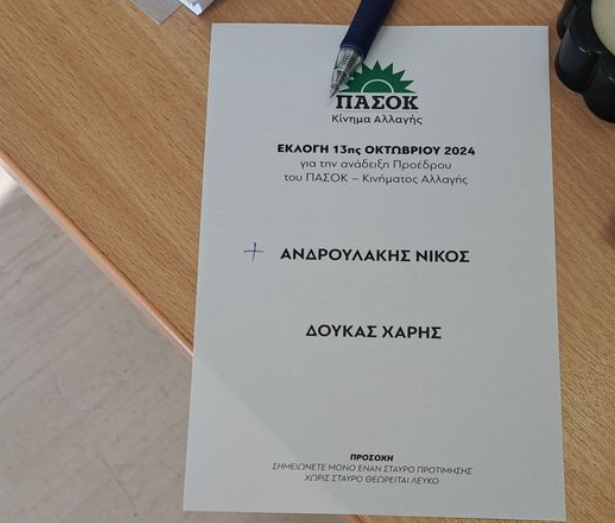 ΠΑΣΟΚ
Κίνημα Αλλαγής
ΕΚΛΟΓΗ 13ης ΟΚΤΩΒΡΙΟΥ 2024
για την ανάδειξη Προέδρου
του ΠΑΣΟΚ – Κινήματος Αλλαγής
+ ΑΝΔΡΟΥΛΑΚΗΣ ΝΙΚΟΣ
ΔΟΥΚΑΣ ΧΑΡΗΣ
ΠΡΟΣΟΧΗ
ΣΗΜΕΙΩΝΕΤΕ ΜΟΝΟ ΕΝΑΝ ΣΤΑΥΡΟ ΠΡΟΤΙΜΗΣΗΣ
ΧΩΡΙΣ ΣΤΑΥΡΟ ΘΕΩΡΕΙΤΑΙ ΛΕΥΚΟ